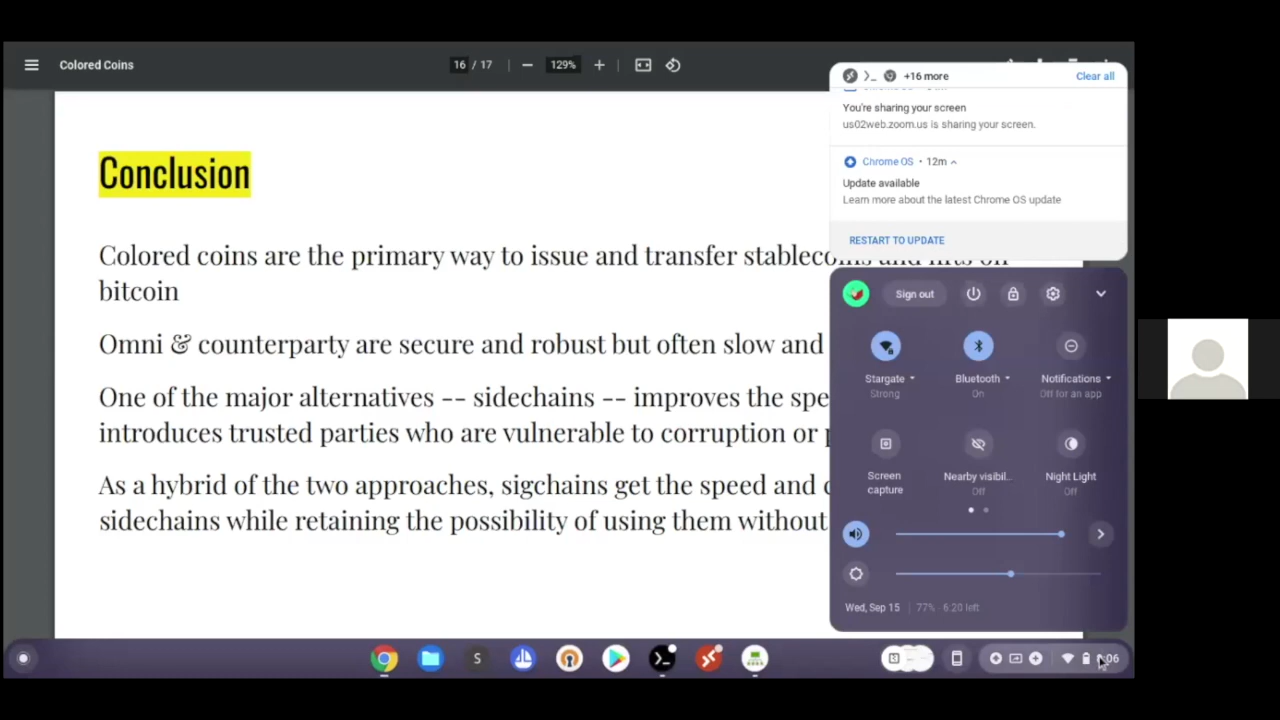 Colored Coins
16 / 17
129%
+16 more
Clear all
You're sharing your screen
us02web.zoom.us is sharing your screen.
Chrome OS • 12m
Update available
Learn more about the latest Chrome OS update
RESTART TO UPDATE
Conclusion
Colored coins are the primary way to issue and transfer stablecoins and nfts on
bitcoin
Omni & counterparty are secure and robust but often slow and
One of the major alternatives -- sidechains -- improves the
introduces trusted parties who are vulnerable to corruption or
As a hybrid of the two approaches, sigchains get the speed and
sidechains while retaining the possibility of using them without
Sign out
Stargate
Strong
Bluetooth
On
Notifications
Off for an app
Screen
capture
Nearby visibil...
Off
Night Light
Off
Wed, Sep 15
77% - 6:20 left
S